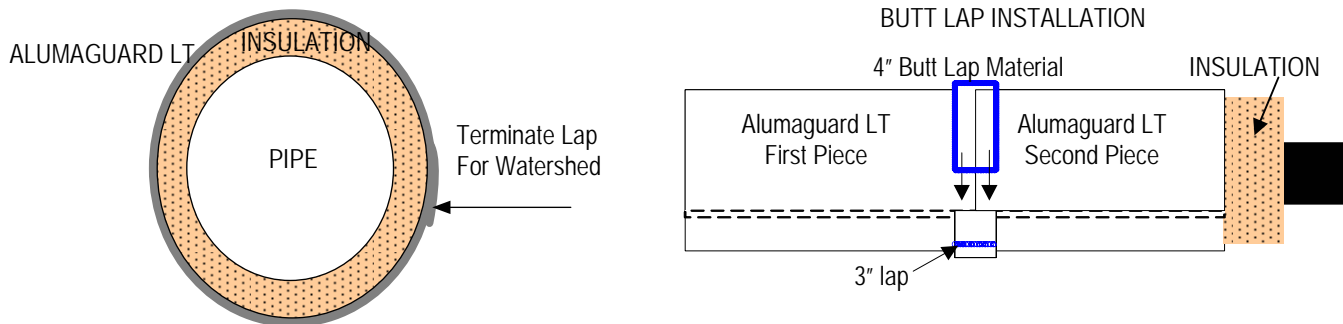 ALUMAGUARD LT
INSULATION
PIPE
Terminate Lap
For Watershed
BUTT LAP INSTALLATION
4" Butt Lap Material
INSULATION
Alumaguard LT
First Piece
Alumaguard LT
Second Piece
3" lap